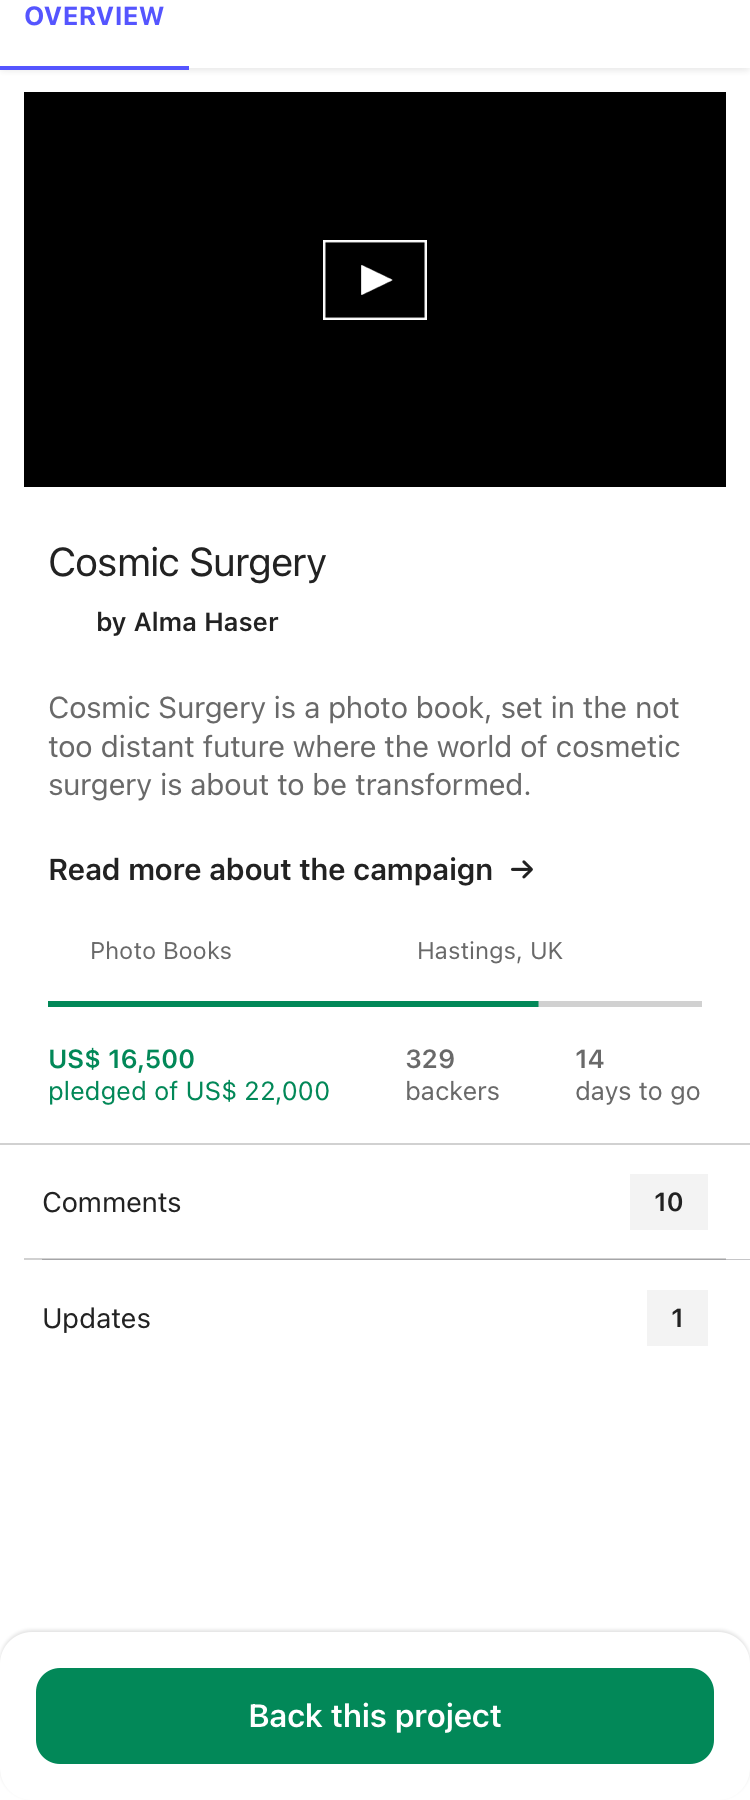 OVERVIEW
Cosmic Surgery
by Alma Haser
Cosmic Surgery is a photo book, set in the not
too distant future where the world of cosmetic
surgery is about to be transformed.
Read more about the campaign →
Photo Books
Hastings, UK
US$ 16,500
pledged of US$ 22,000
329
backers
14
days to go
Comments
10
Updates
1
Back this project